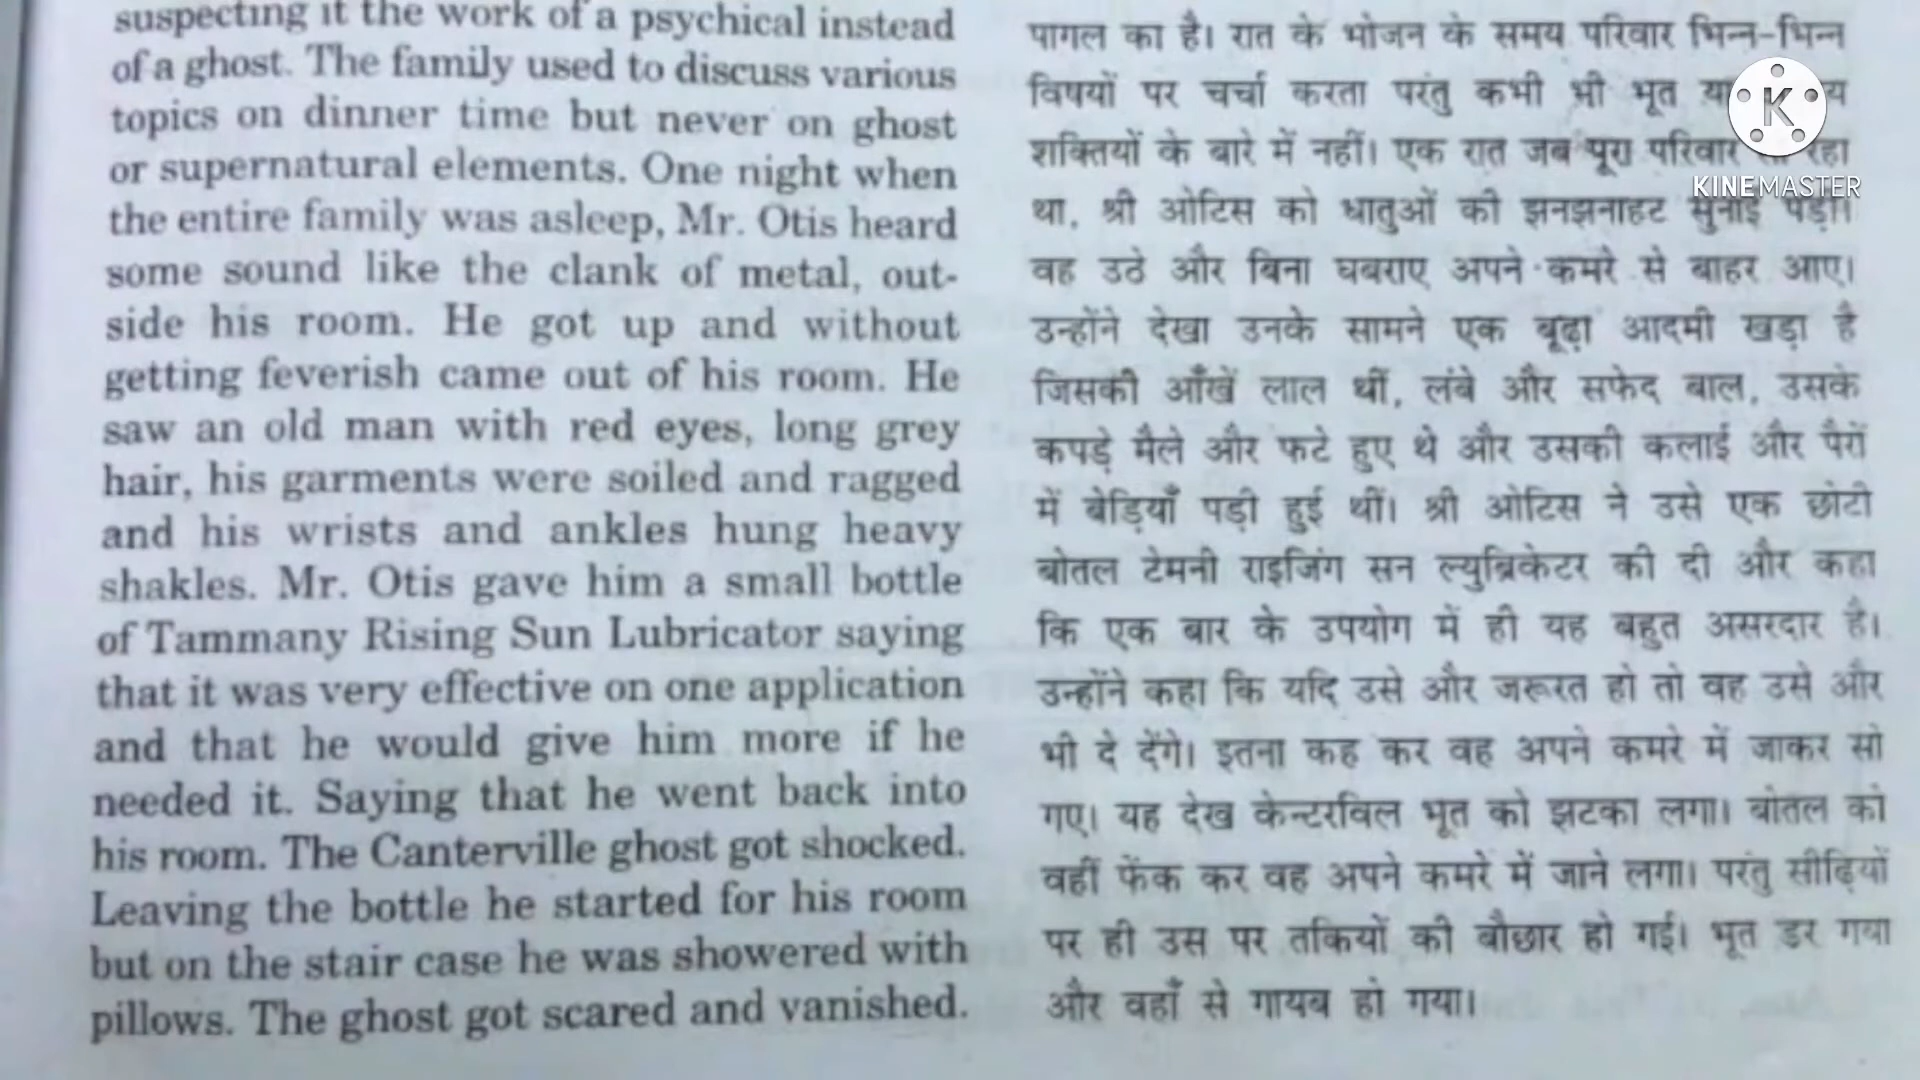 suspecting it the work of a psychical instead
of a ghost. The family used to discuss various
topics on dinner time but never on ghost
or supernatural elements. One night when
the entire family was asleep, Mr. Otis heard
some sound like the clank of metal, out-
side his room. He got up and without
getting feverish came out of his room. He
saw an old man with red eyes, long grey
hair, his garments were soiled and ragged
and his wrists and ankles hung heavy
shakles. Mr. Otis gave him a small bottle
of Tammany Rising Sun Lubricator saying
that it was very effective on one application
and that he would give him more if he
needed it. Saying that he went back into
his room. The Canterville ghost got shocked.
Leaving the bottle he started for his room
but on the stair case he was showered with
pillows. The ghost got scared and vanished.
पागल का है। रात के भोजन के समय परिवार भिन्न-भिन्न
विषयों पर चर्चा करता परंतु कभी भी भूत
शक्तियों के बारे में नहीं। एक रात जब पूरा परिवार रहा
था, श्री ओटिस को धातुओं की झनझनाहट सुनाई पड़ी।
वह उठे और बिना घबराए अपने कमरे से बाहर आए।
उन्होंने देखा उनके सामने एक बूढ़ा आदमी खड़ा है
जिसकी आँखें लाल थीं, लंबे और सफेद बाल, उसके
कपड़े मैले और फटे हुए थे और उसकी कलाई और पैरों
में बेड़ियाँ पड़ी हुई थीं। श्री ओटिस ने उसे एक छोटी
बोतल टेमनी राइजिंग सन ल्युब्रिकेटर की दी और कहा
कि एक बार के उपयोग में ही यह बहुत असरदार है।
उन्होंने कहा कि यदि उसे और जरूरत हो तो वह उसे और
भी दे देंगे। इतना कह कर वह अपने कमरे में जाकर सो
गए। यह देख केन्टरविल भूत को झटका लगा। बोतल को
वहीं फेंक कर वह अपने कमरे में जाने लगा। परंतु सीढ़ियों
पर ही उस पर तकियों की बौछार हो गई। भूत डर गया
और वहाँ से गायब हो गया।
K
KINEMASTER